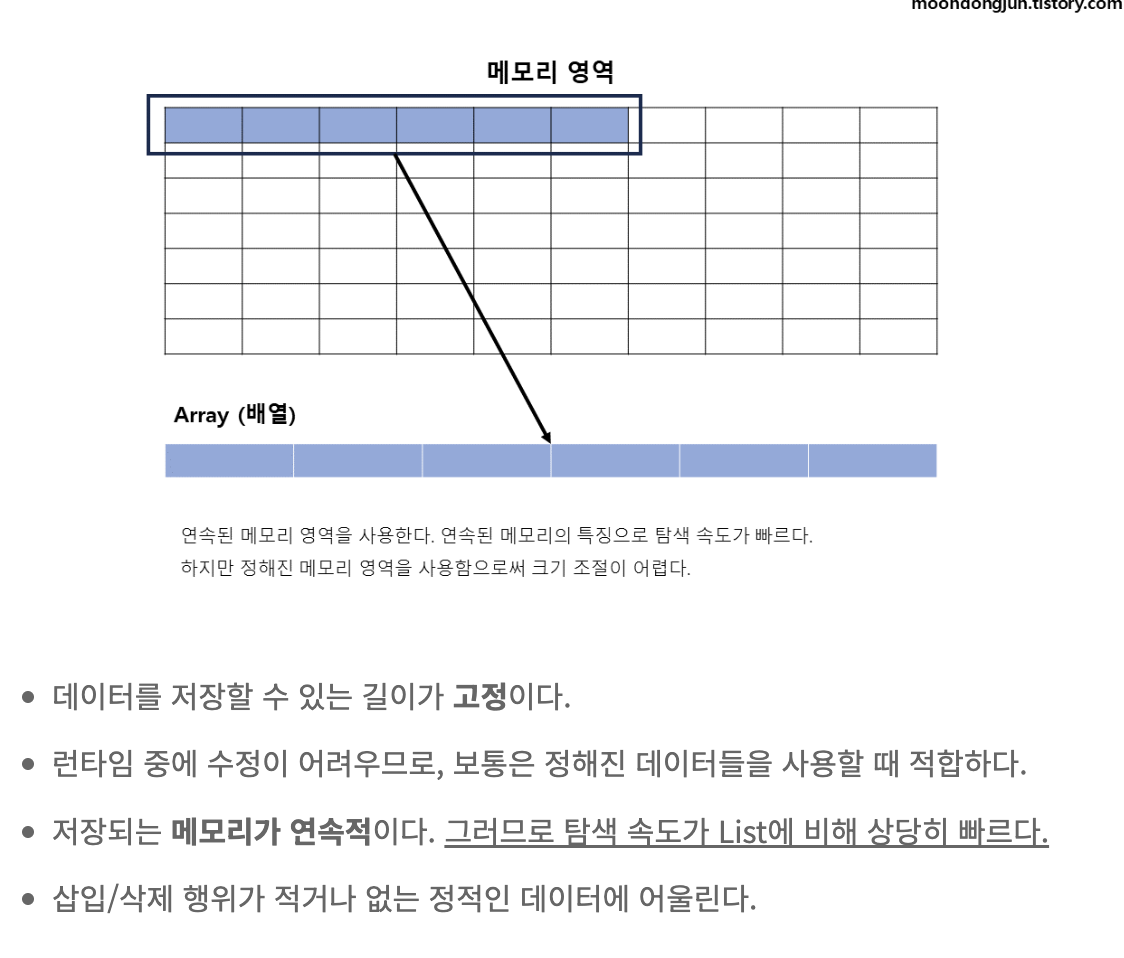 moondongjun.tistory.com
메모리 영역
Array (배열)
연속된 메모리 영역을 사용한다. 연속된 메모리의 특징으로 탐색 속도가 빠르다.
하지만 정해진 메모리 영역을 사용함으로써 크기 조절이 어렵다.
• 데이터를 저장할 수 있는 길이가 고정이다.
• 런타임 중에 수정이 어려우므로, 보통은 정해진 데이터들을 사용할 때 적합하다.
• 저장되는 메모리가 연속적이다. 그러므로 탐색 속도가 List에 비해 상당히 빠르다.
• 삽입/삭제 행위가 적거나 없는 정적인 데이터에 어울린다.